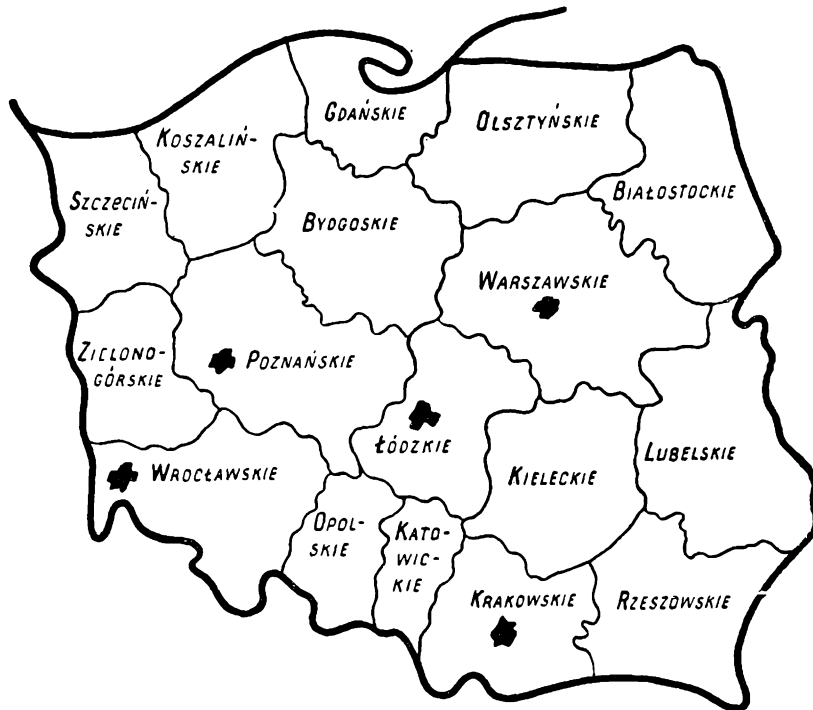 GDAŃSKIE
OLSZTYŃSKIE
KOSZALIŃ-
SKIE
BIAŁOSTOCKIE
SZCZECIŃ-
SKIE
BYDGOSKIE
WARSZAWSKIE
ZIELONO-
GÓRSKIE
POZNAŃSKIE
ŁÓDZKIE
LUBELSKIE
WROCŁAWSKIE
KIELECKIE
OPOL-
SKIE
KATO-
WIC-
KIE
KRAKOWSKIE
RZESZOWSKIE